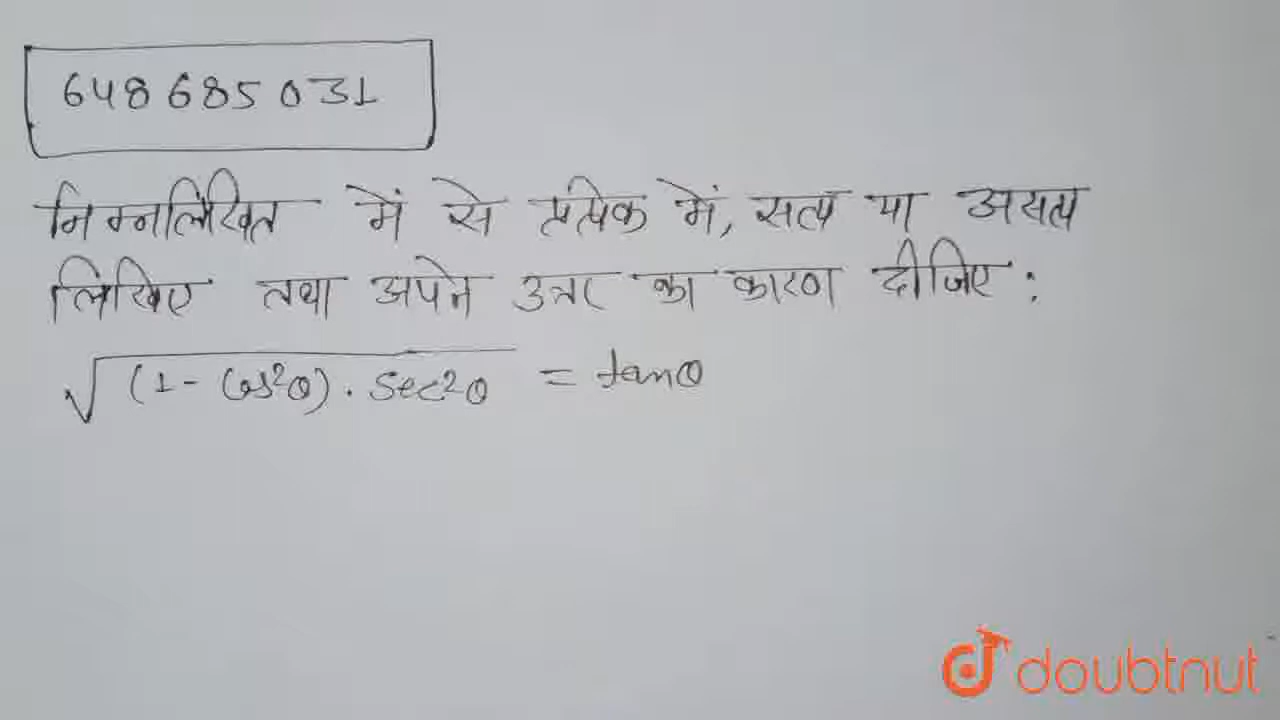 648685031
निम्नलिखित में से प्रत्येक में, सत्य या असत्य
लिखिए तथा अपने उत्तर का कारण दीजिए :
√(1 - Cos²θ) . Sec²θ = tanθ
doubtnut